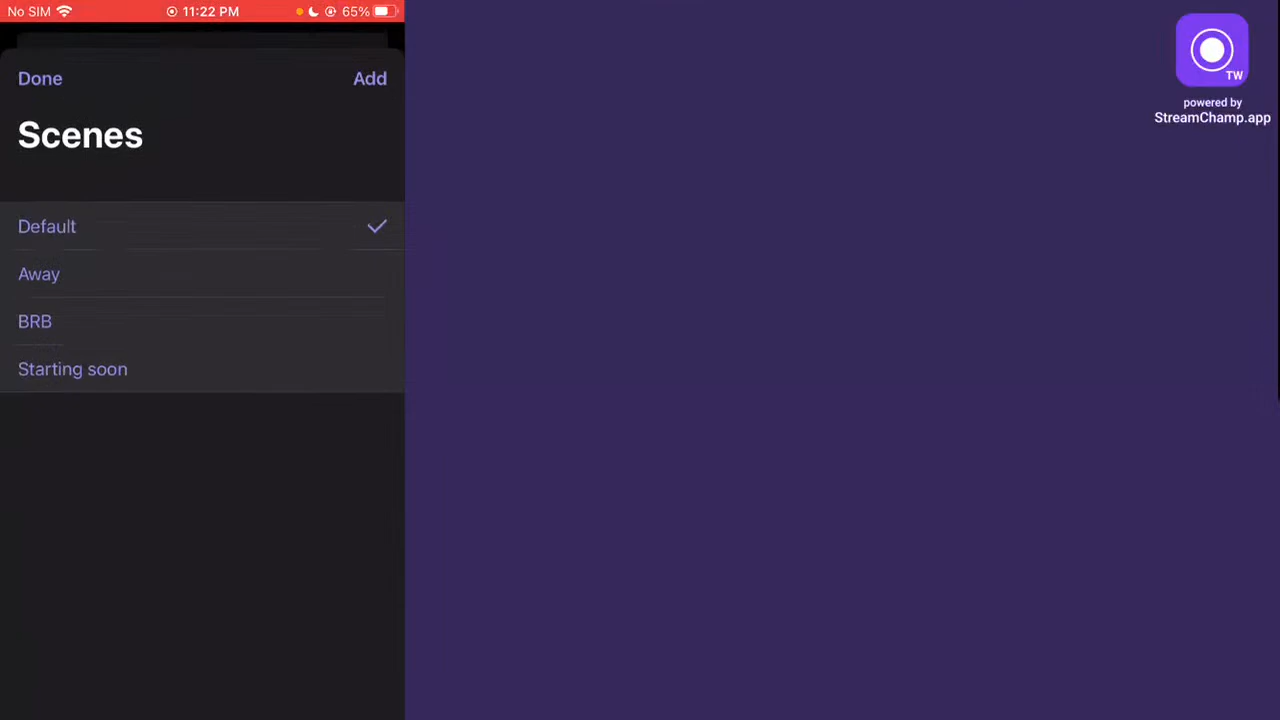 No SIM 11:22 PM 65%
Done Add
Scenes
Default
Away
BRB
Starting soon
TW
powered by
StreamChamp.app